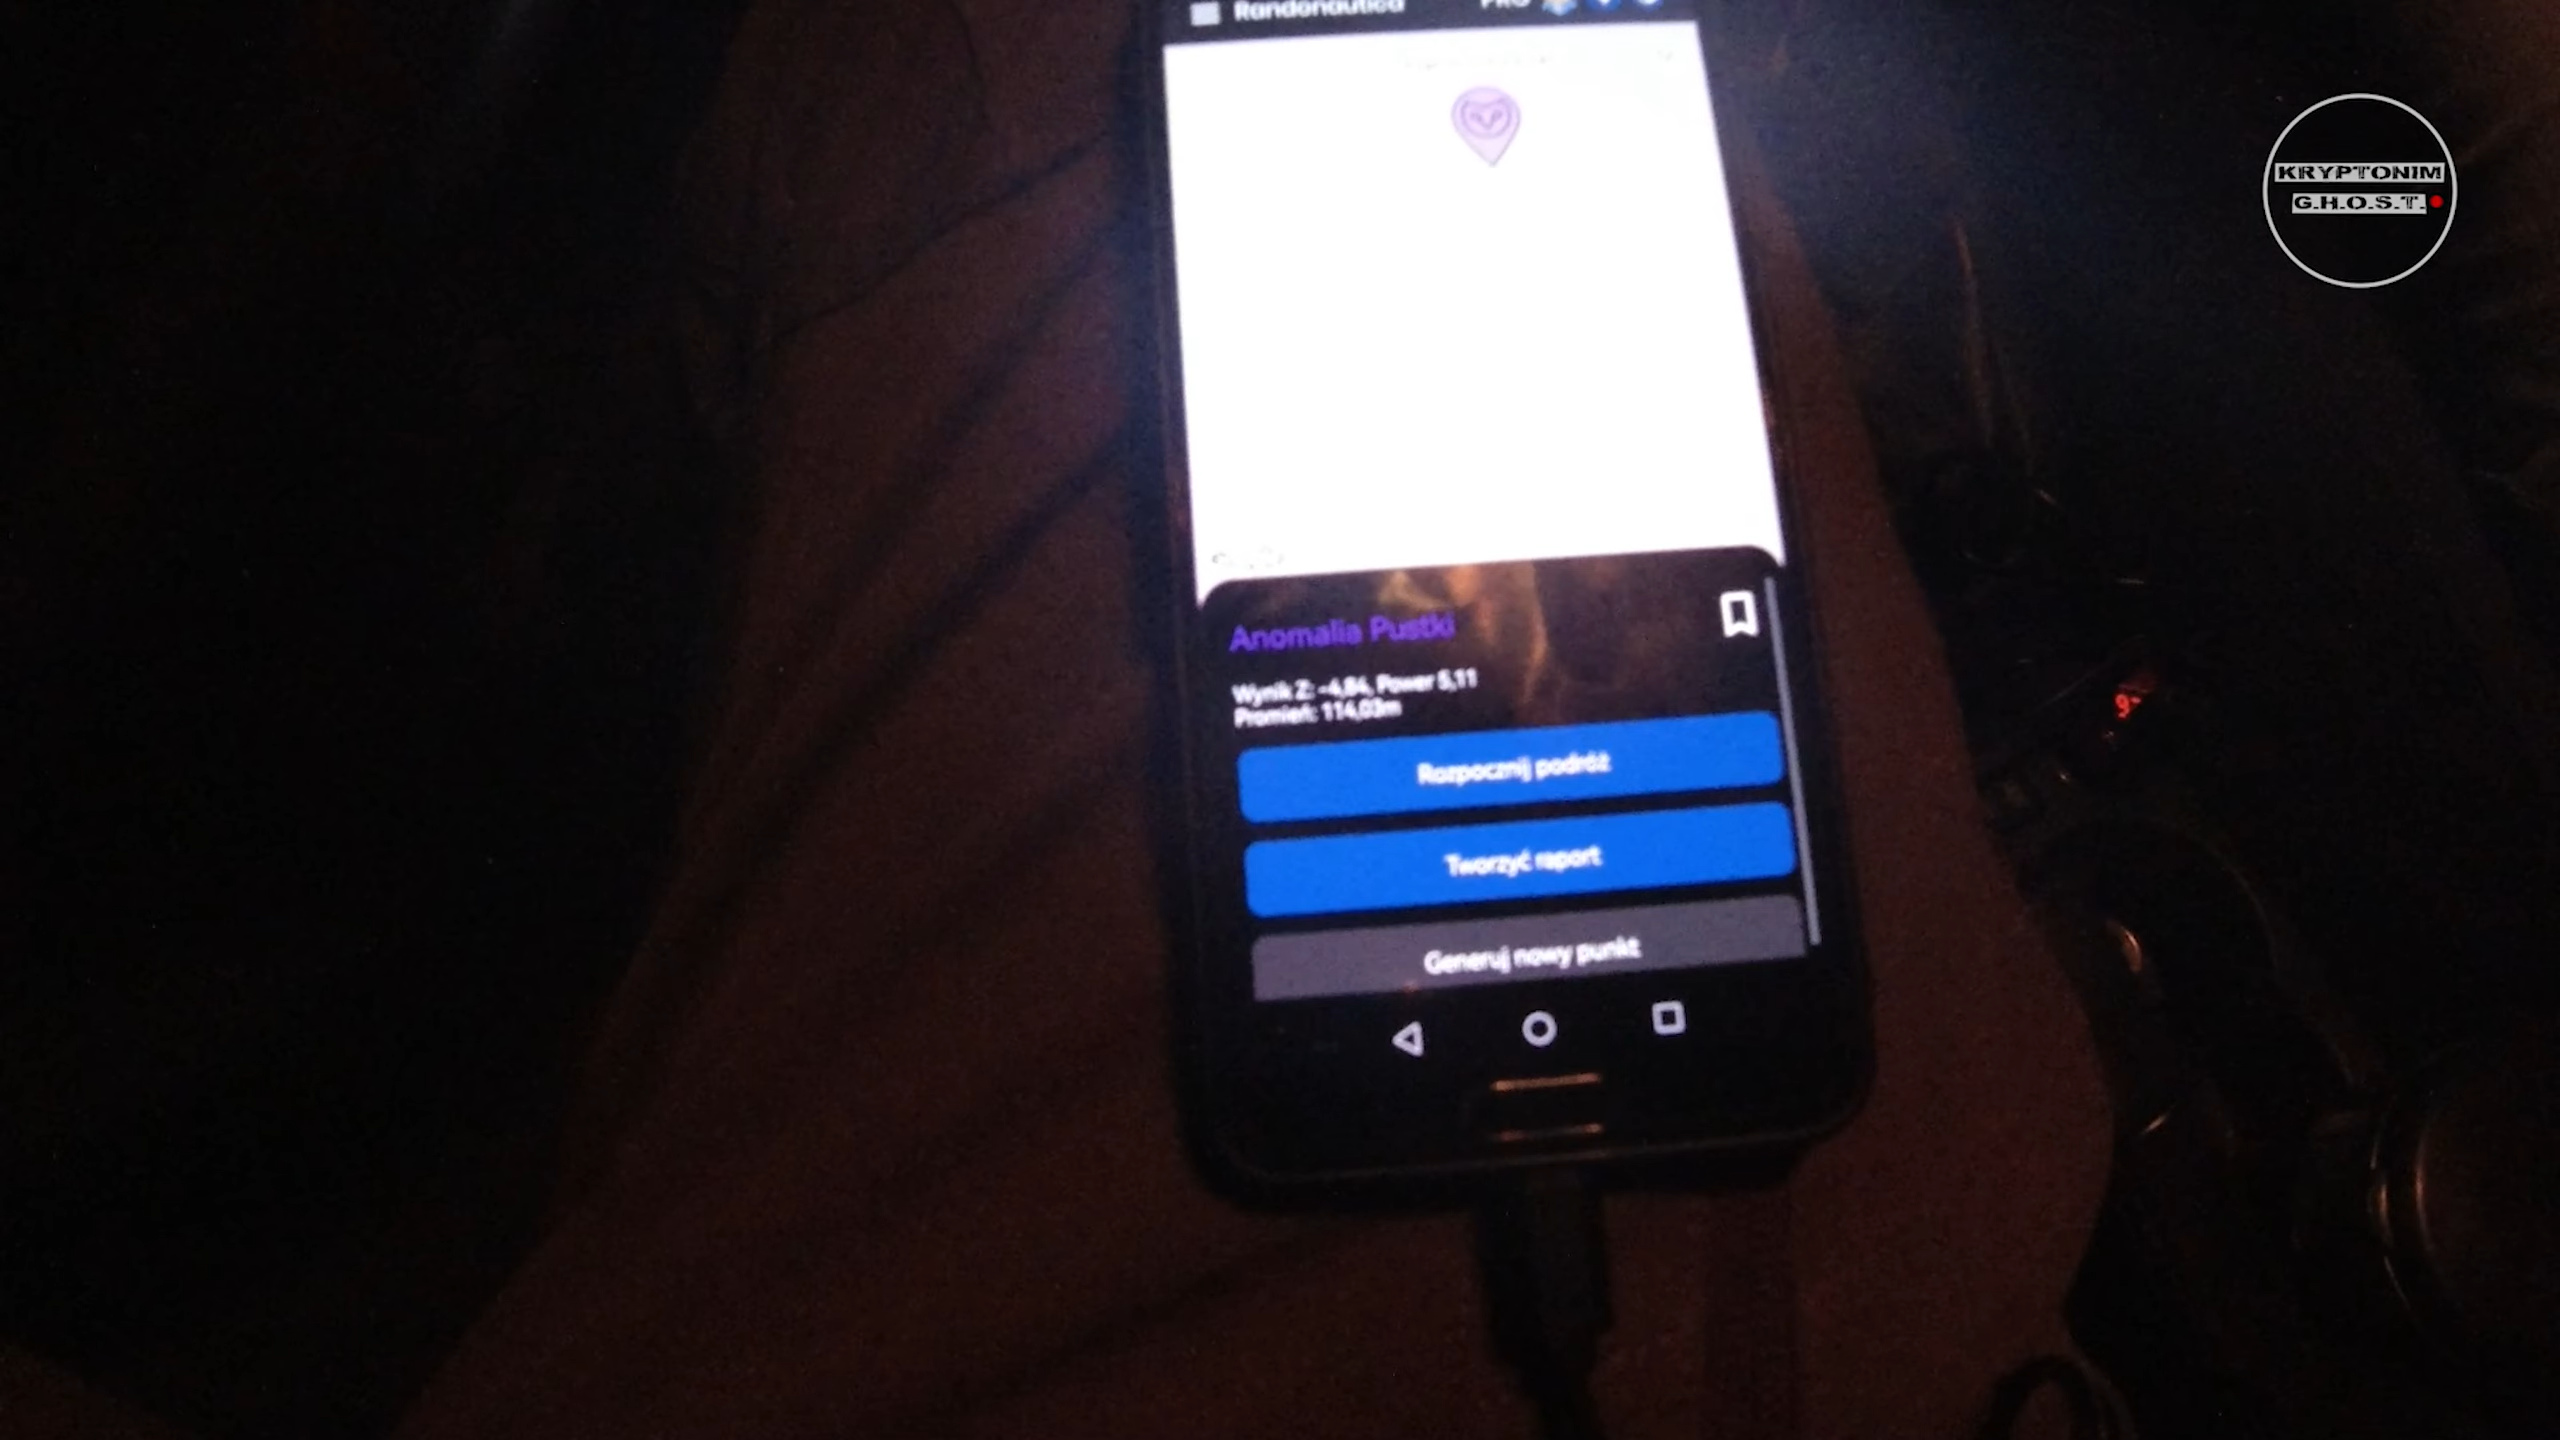 Randonautica PRO
Anomalia Pustki
Wynik Z: -4,84, Power 5,11
Promień: 114,03m
Rozpocznij podróż
Tworzyć raport
Generuj nowy punkt
KRYPTONIM
G.H.O.S.T.